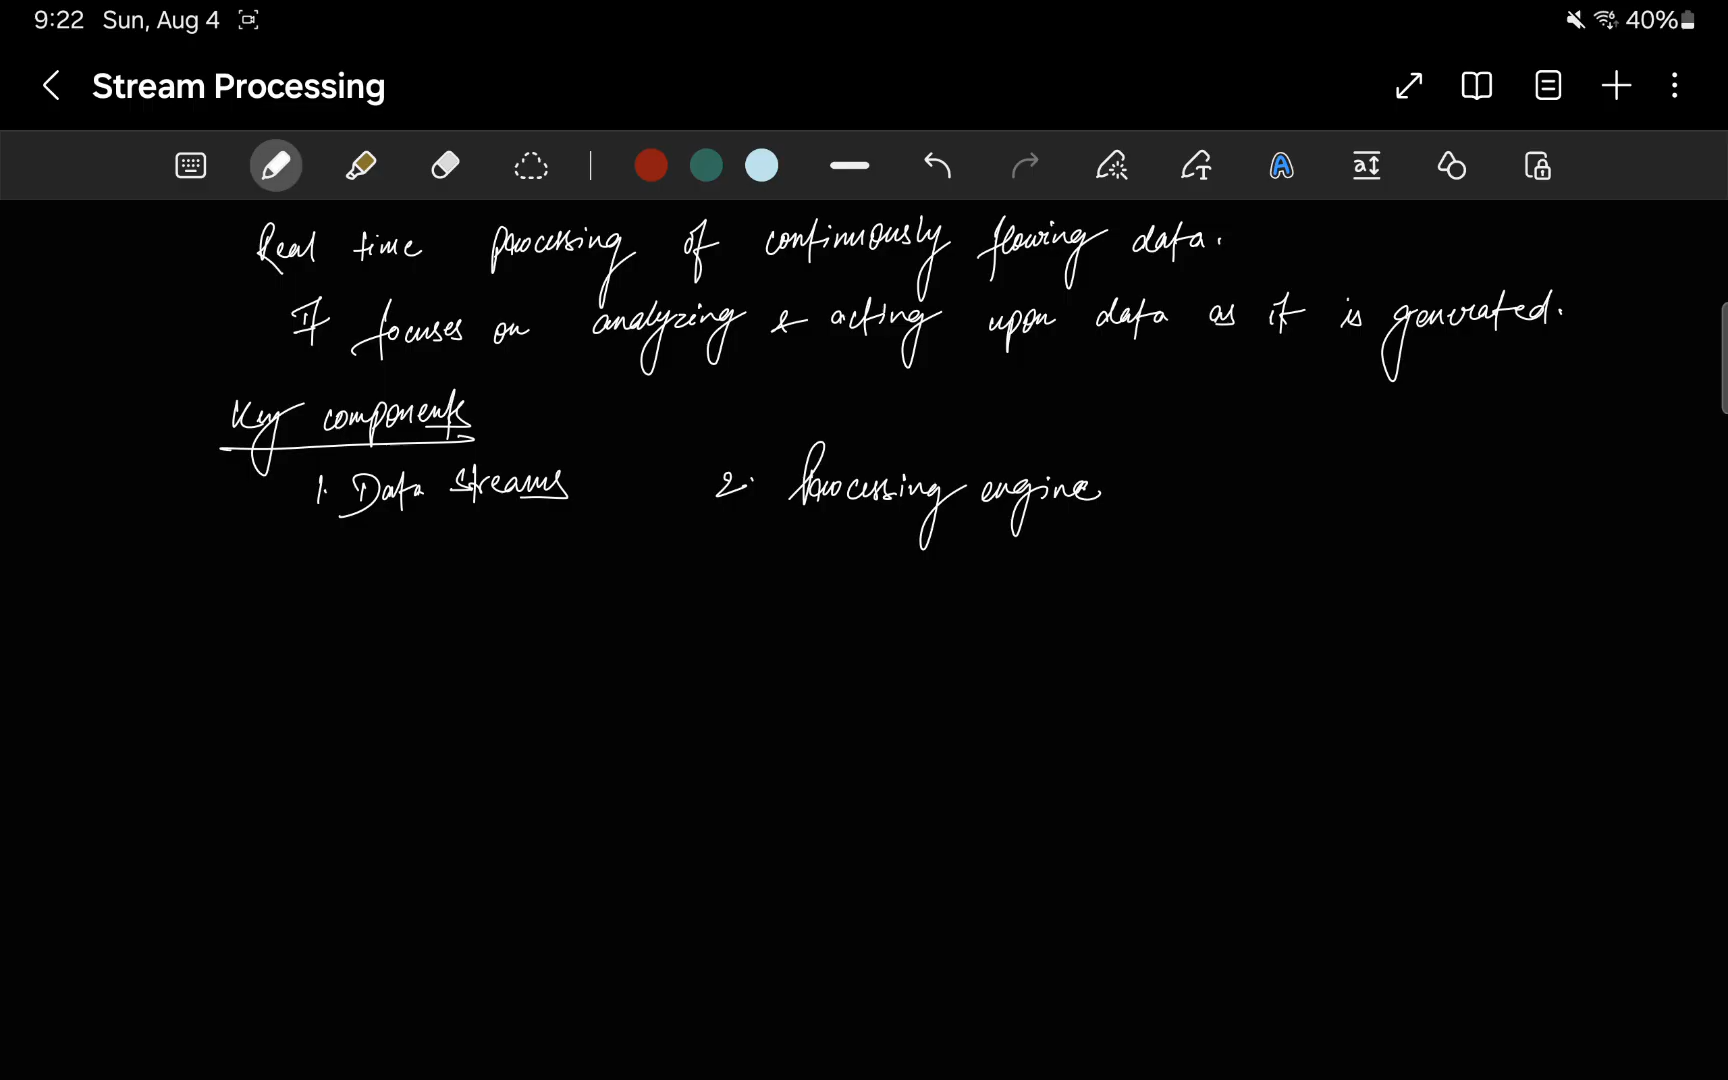 9:22 Sun, Aug 4 40%
Stream Processing
Real time processing of continuously flowing data.
It focuses on analyzing & acting upon data as it is generated.
Key components
1. Data streams 2. Processing engine